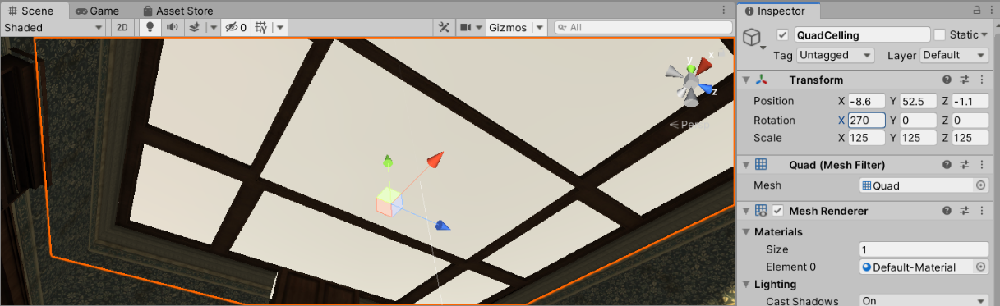 Scene Game Asset Store
Shaded 2D 0 Gizmos All
y
x
z
Persp
Inspector
QuadCelling Static
Tag Untagged Layer Default
Transform
Position X -8.6 Y 52.5 Z -1.1
Rotation X 270 Y 0 Z 0
Scale X 125 Y 125 Z 125
Quad (Mesh Filter)
Mesh Quad
Mesh Renderer
Materials
Size 1
Element 0 Default-Material
Lighting
Cast Shadows On